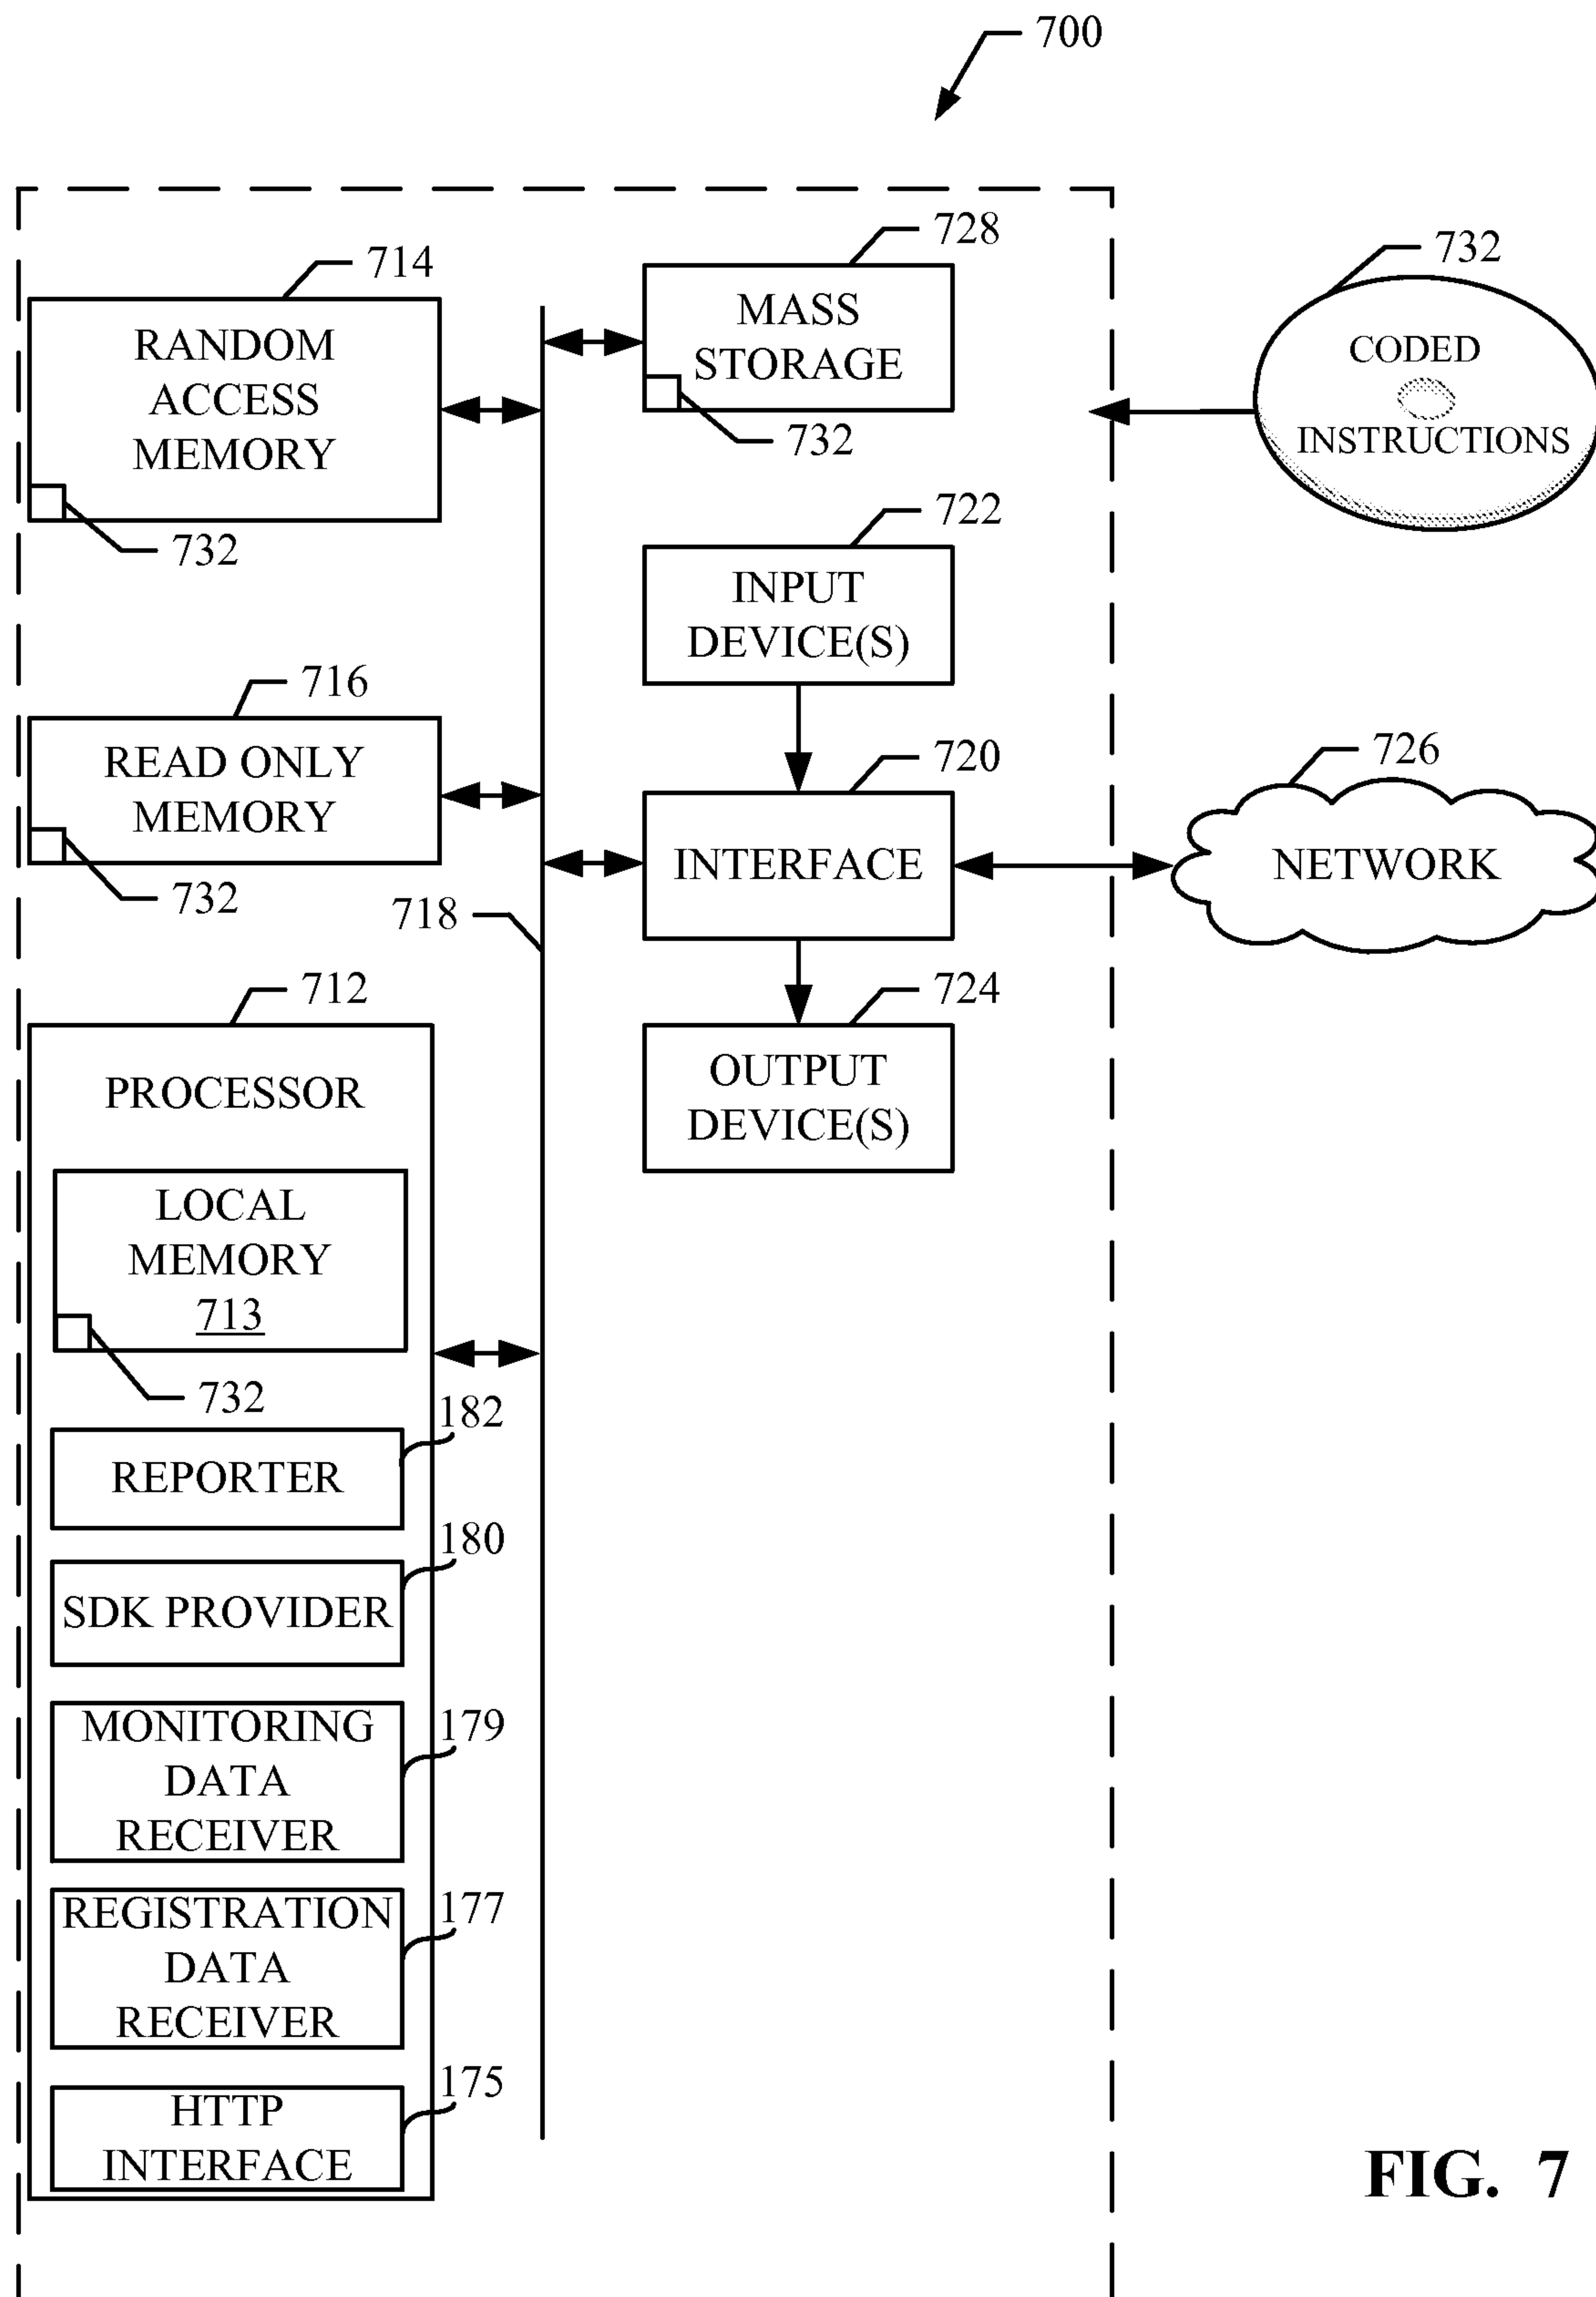 700
714
RANDOM
ACCESS
MEMORY
732
728
MASS
STORAGE
732
732
CODED
INSTRUCTIONS
722
INPUT
DEVICE(S)
716
READ ONLY
MEMORY
732
720
INTERFACE
726
NETWORK
718
724
OUTPUT
DEVICE(S)
712
PROCESSOR
LOCAL
MEMORY
713
732
182
REPORTER
180
SDK PROVIDER
179
MONITORING
DATA
RECEIVER
177
REGISTRATION
DATA
RECEIVER
175
HTTP
INTERFACE
FIG. 7